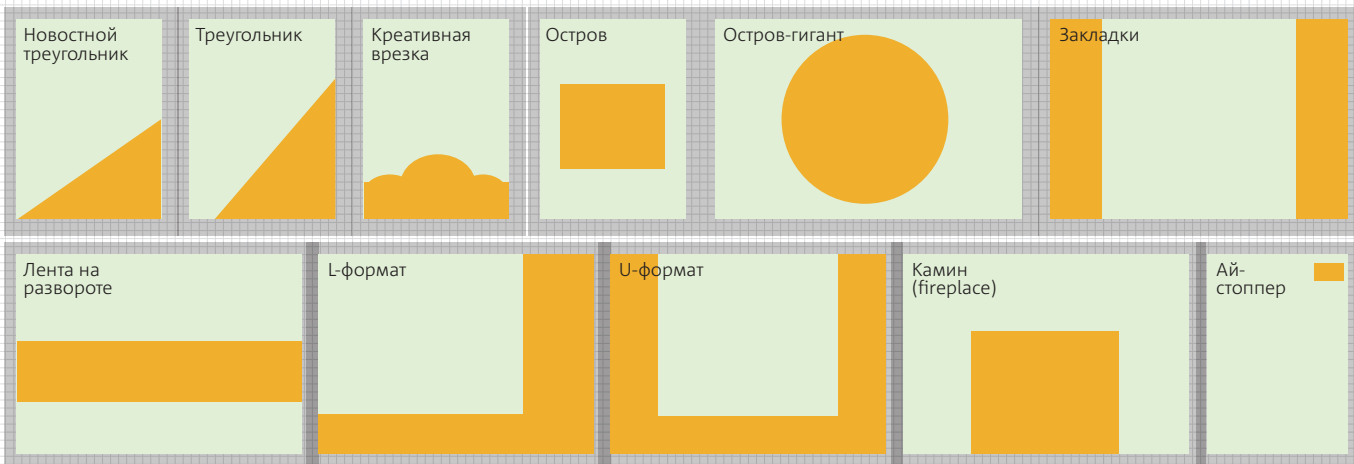 Новостной
треугольник
Треугольник
Креативная
врезка
Остров
Остров-гигант
Закладки
Лента на
развороте
L-формат
U-формат
Камин
(fireplace)
Ай-
стоппер